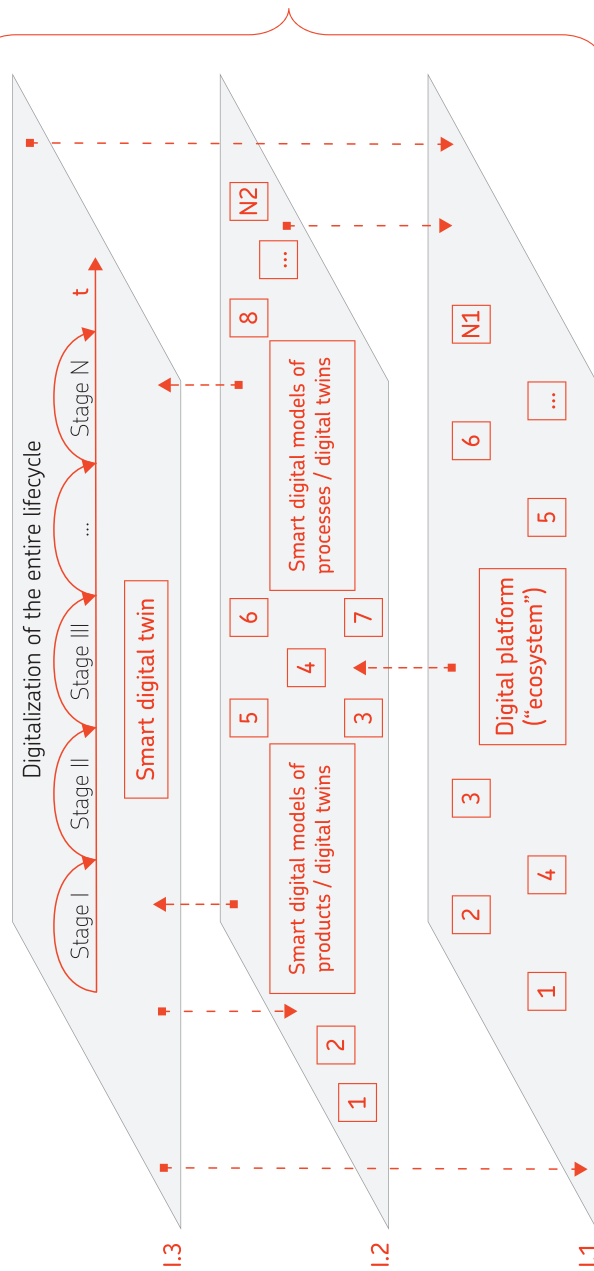 Digitalization of the entire lifecycle
Stage I
Stage II
Stage III
...
Stage N
t
Smart digital twin
I.3
5
6
8
N2
...
4
Smart digital models of
products / digital twins
Smart digital models of
processes / digital twins
2
1
3
7
I.2
2
3
6
N1
Digital platform
(“ecosystem”)
1
4
5
...
I.1